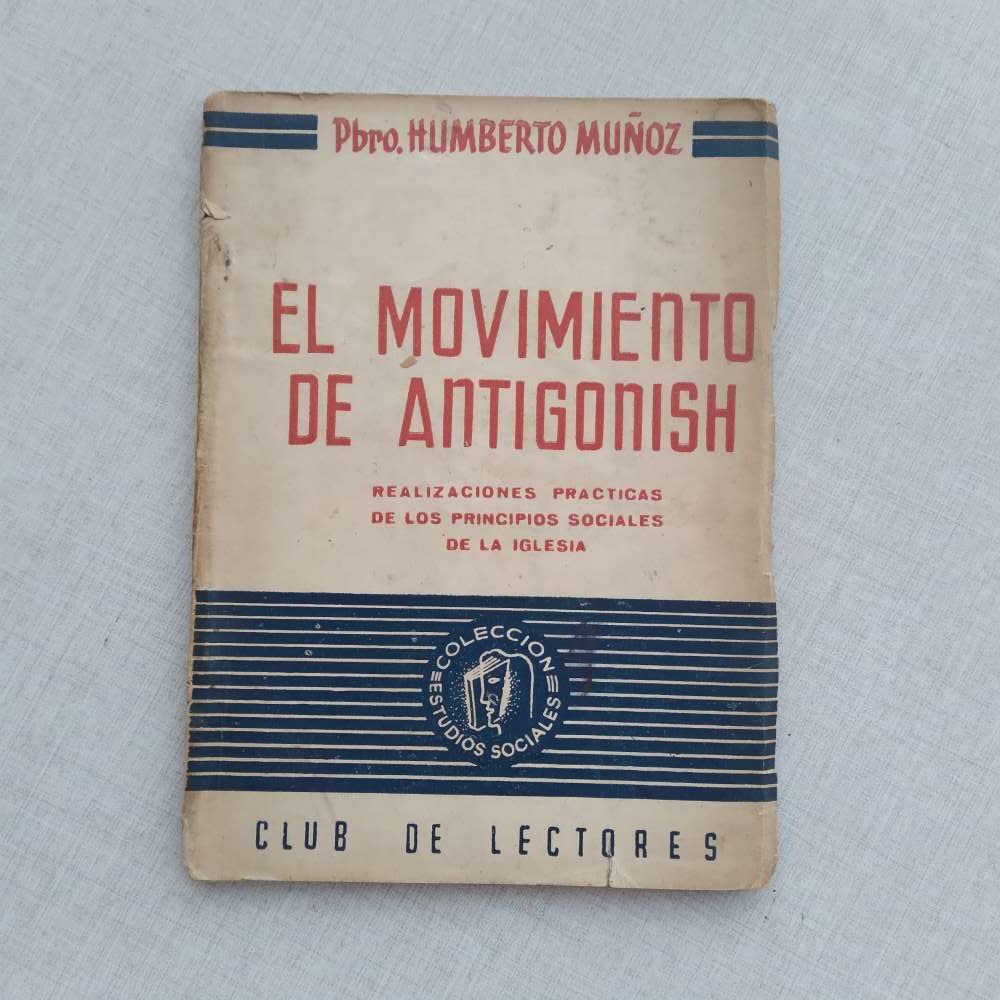 Pbro. HUMBERTO MUÑOZ
EL MOVIMIENTO
DE ANTIGONISH
REALIZACIONES PRACTICAS
DE LOS PRINCIPIOS SOCIALES
DE LA IGLESIA
COLECCION
ESTUDIOS SOCIALES
CLUB DE LECTORES